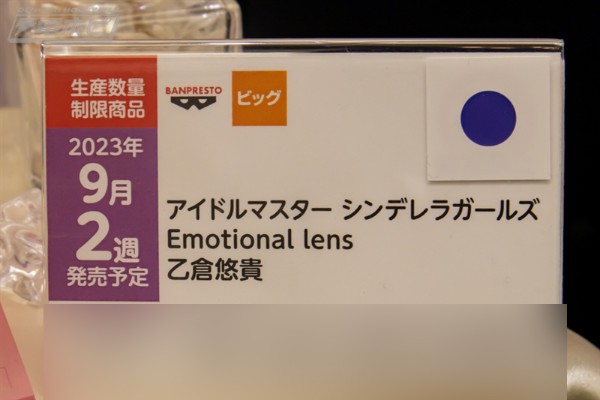 生産数量
制限商品
BANPRESTO
ビッグ
2023年
9月
2週
発売予定
アイドルマスター シンデレラガールズ
Emotional lens
乙倉悠貴